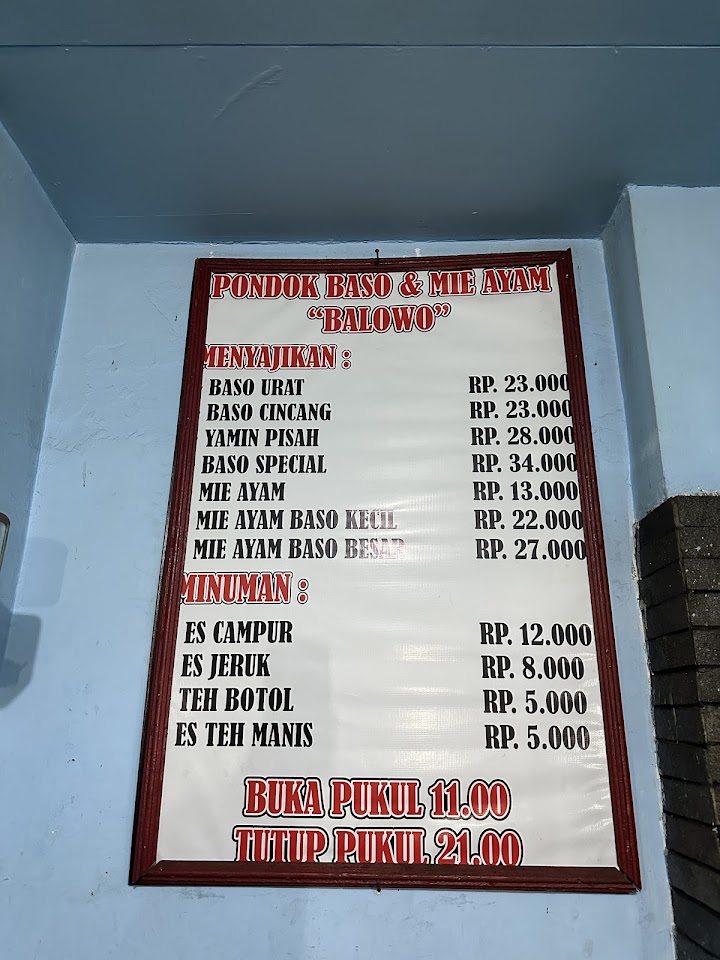 PONDOK BASO & MIE AYAM
“BALOWO”
MENYAJIKAN :
BASO URAT RP. 23.000
BASO CINCANG RP. 23.000
YAMIN PISAH RP. 28.000
BASO SPECIAL RP. 34.000
MIE AYAM RP. 13.000
MIE AYAM BASO KECIL RP. 22.000
MIE AYAM BASO BESAR RP. 27.000
MINUMAN :
ES CAMPUR RP. 12.000
ES JERUK RP. 8.000
TEH BOTOL RP. 5.000
ES TEH MANIS RP. 5.000
BUKA PUKUL 11.00
TUTUP PUKUL 21.00